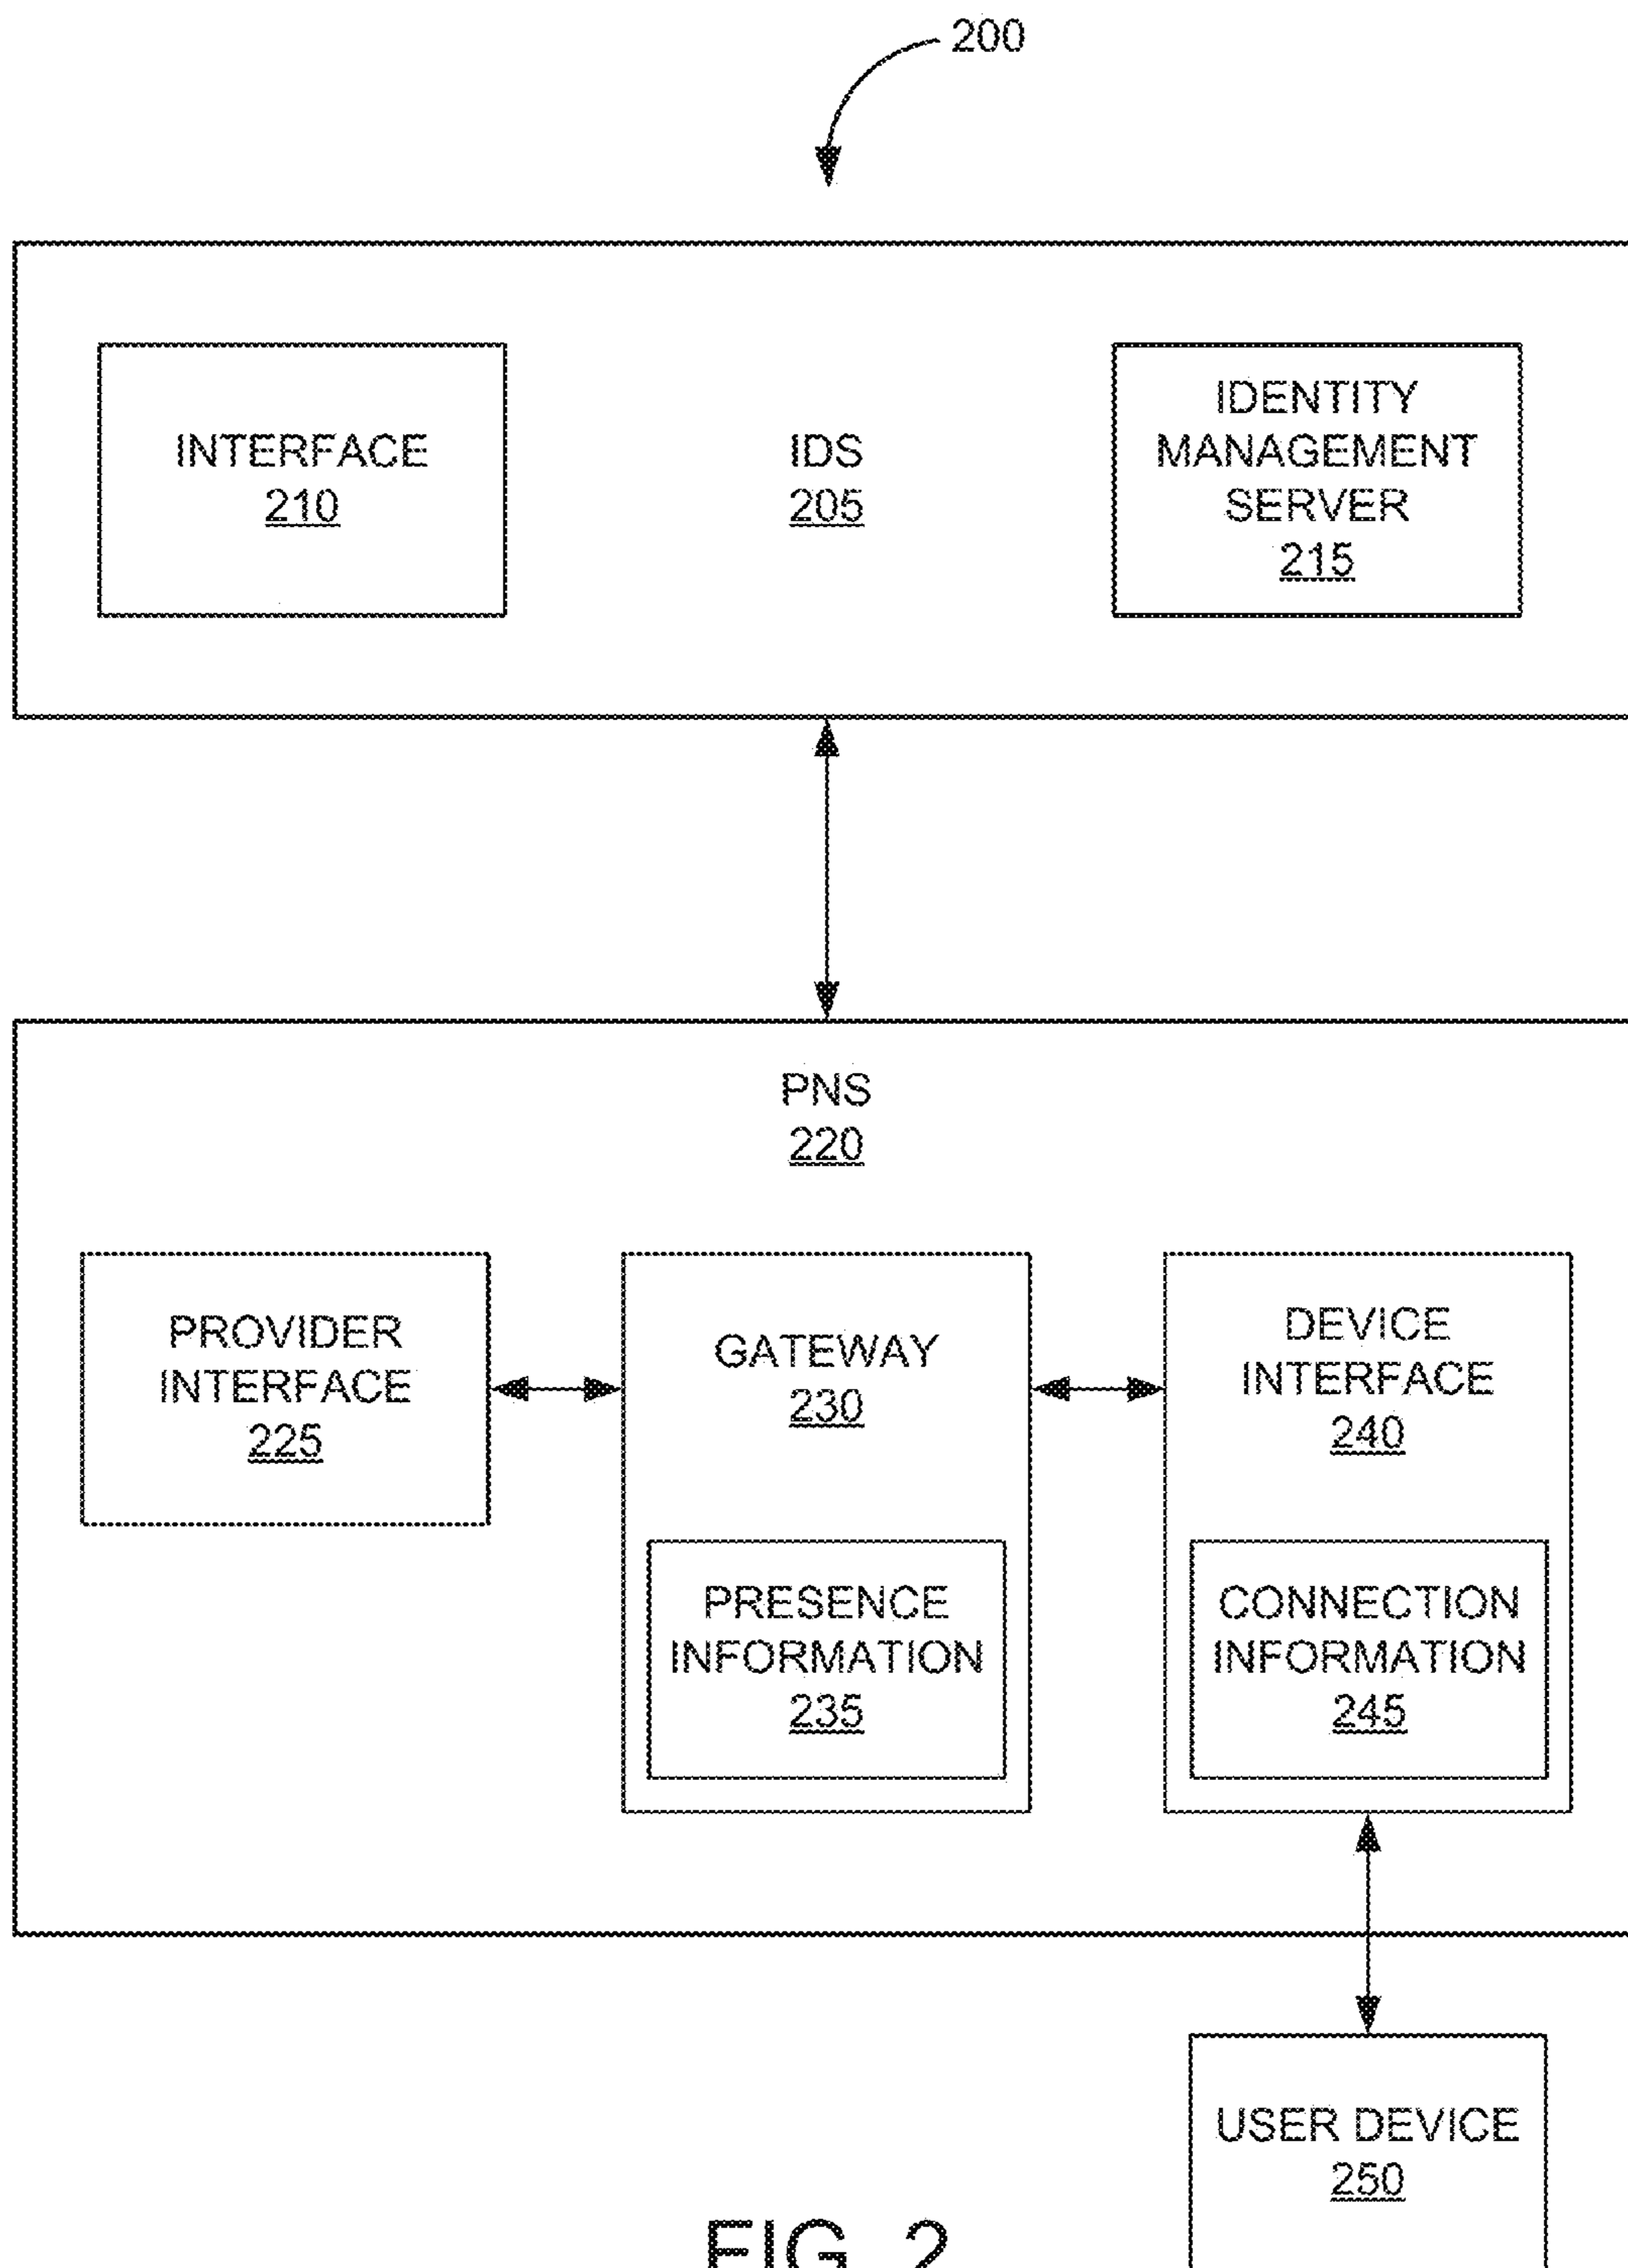 200
INTERFACE
210
IDS
205
IDENTITY
MANAGEMENT
SERVER
215
PNS
220
PROVIDER
INTERFACE
225
GATEWAY
230
PRESENCE
INFORMATION
235
DEVICE
INTERFACE
240
CONNECTION
INFORMATION
245
USER DEVICE
250
FIG. 2